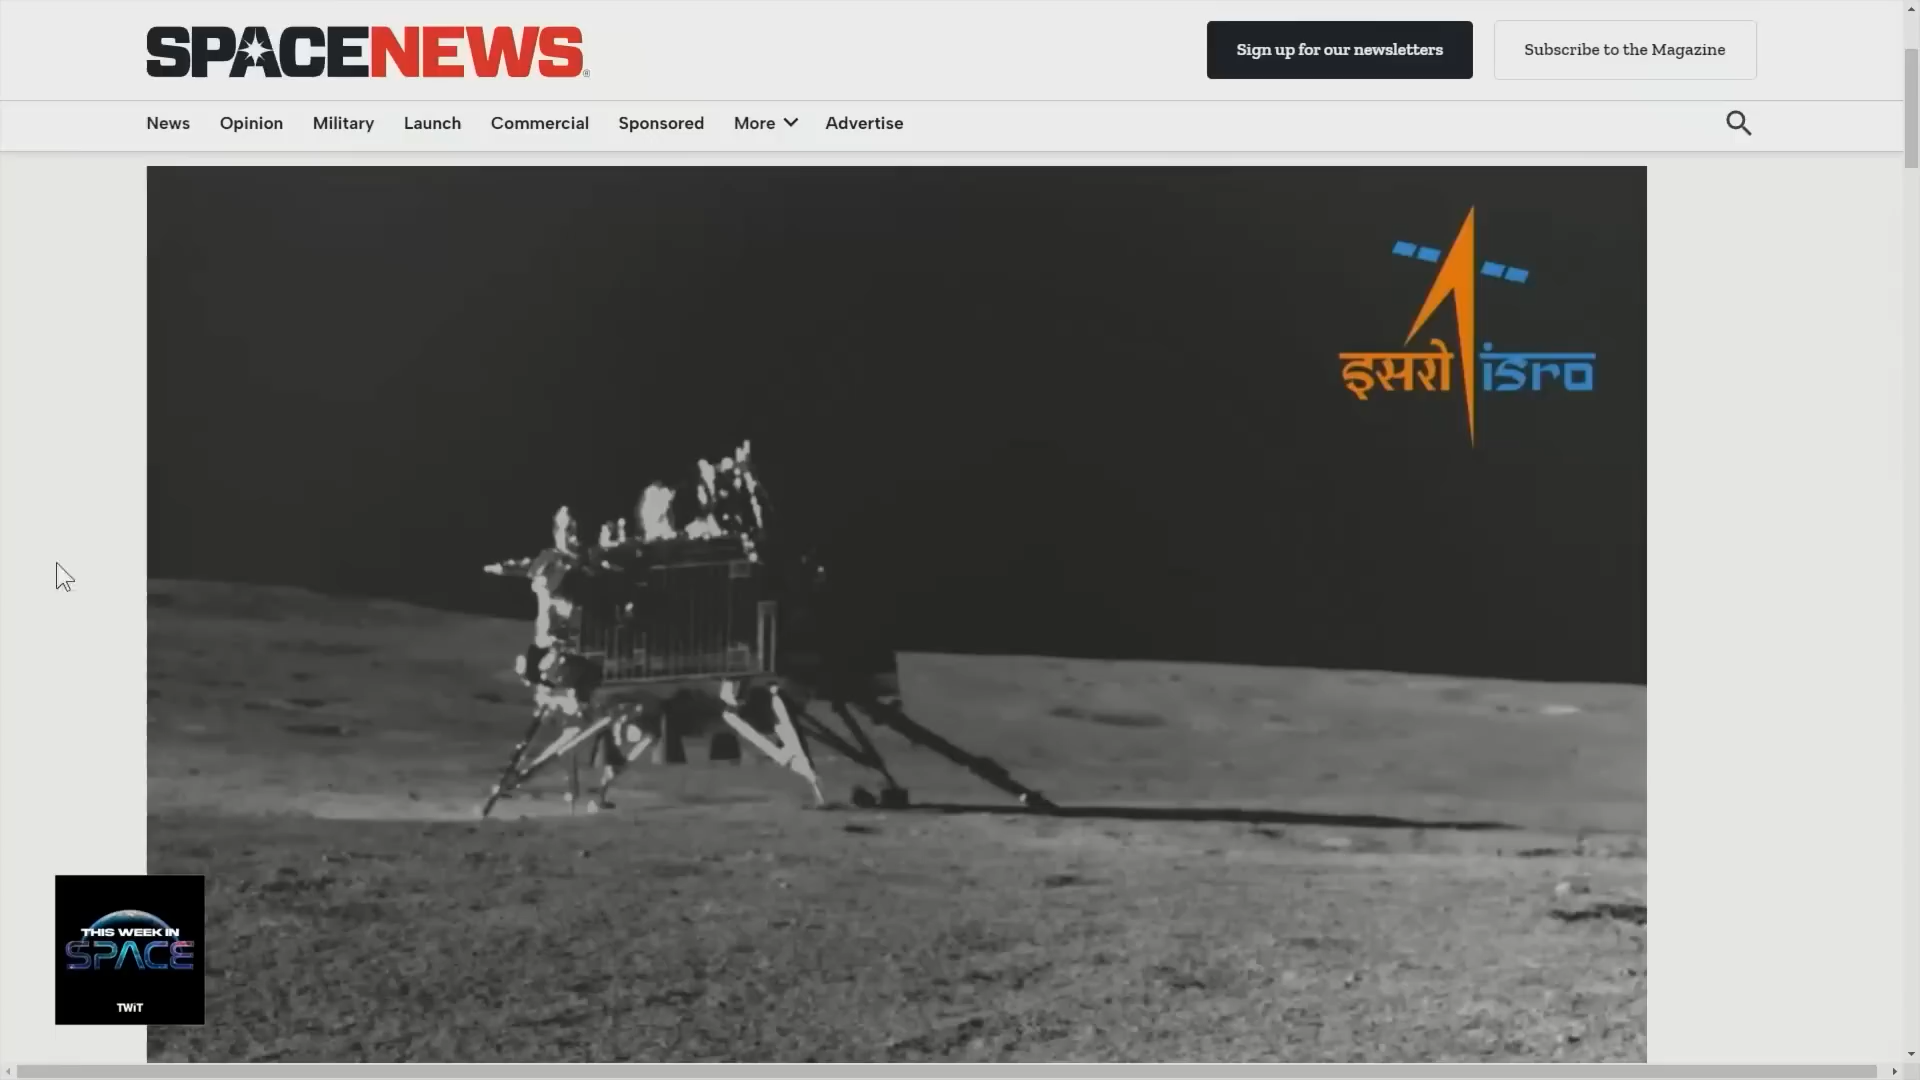 SPACENEWS
Sign up for our newsletters
Subscribe to the Magazine
News Opinion Military Launch Commercial Sponsored More Advertise
इसरो isro
THIS WEEK IN
SPACE
TWiT